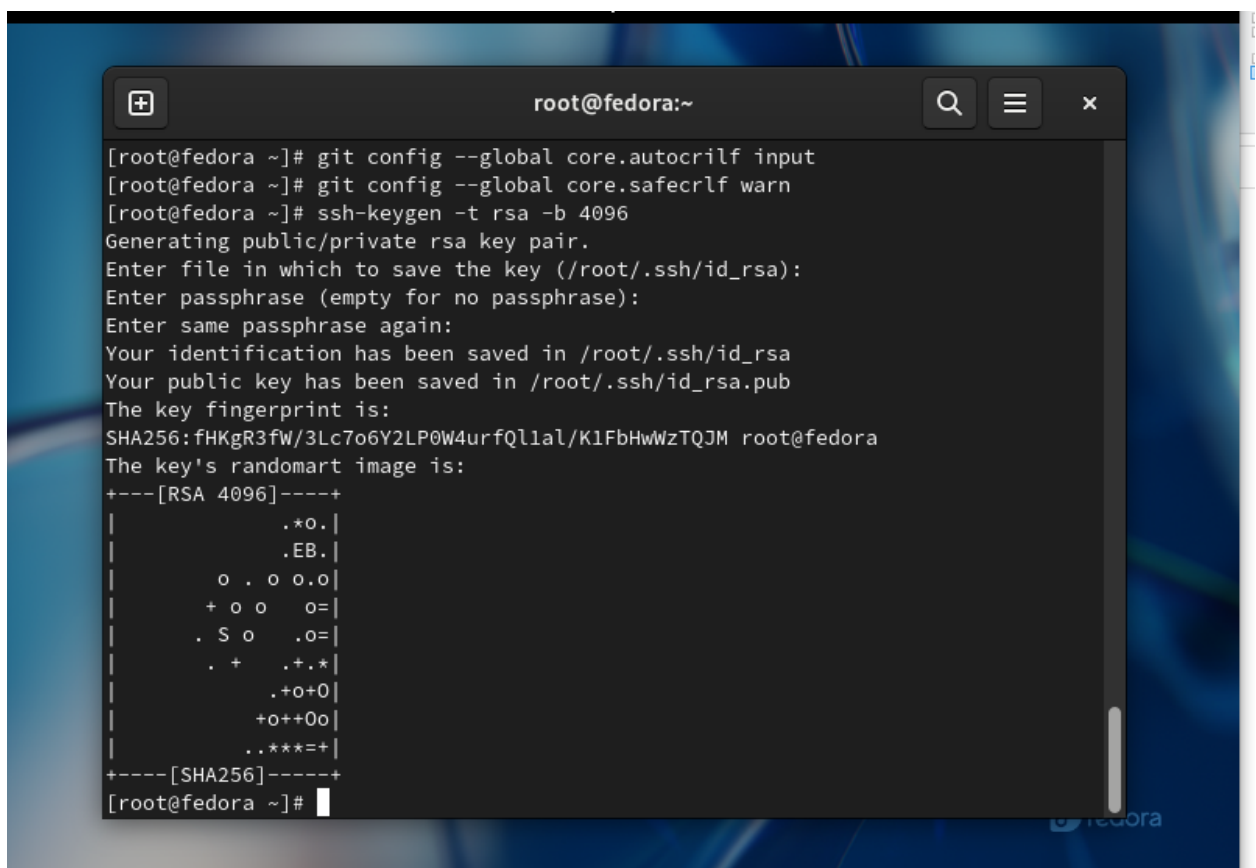 root@fedora:~
[root@fedora ~]# git config --global core.autocrilf input
[root@fedora ~]# git config --global core.safecrlf warn
[root@fedora ~]# ssh-keygen -t rsa -b 4096
Generating public/private rsa key pair.
Enter file in which to save the key (/root/.ssh/id_rsa):
Enter passphrase (empty for no passphrase):
Enter same passphrase again:
Your identification has been saved in /root/.ssh/id_rsa
Your public key has been saved in /root/.ssh/id_rsa.pub
The key fingerprint is:
SHA256:fHKgR3fW/3Lc7o6Y2LP0W4urfQl1al/K1FbHwWzTQJM root@fedora
The key's randomart image is:
+---[RSA 4096]----+
|             .*o.|
|             .EB.|
|        o . o o.o|
|       + o o   o=|
|      . S o   .o=|
|       . +   .+.*|
|            .+o+O|
|           +o++Oo|
|          ..***=+|
+----[SHA256]-----+
[root@fedora ~]#
fedora